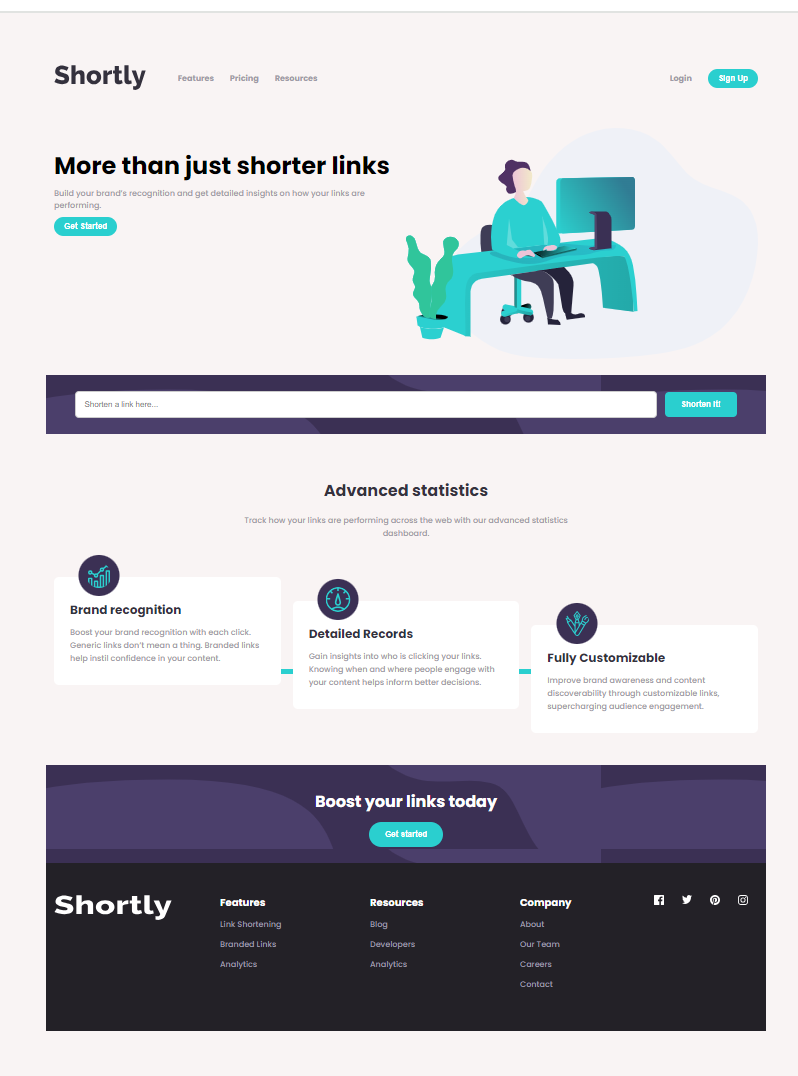 Shortly
Features Pricing Resources
Login Sign Up
More than just shorter links
Build your brand's recognition and get detailed insights on how your links are
performing.
Get Started
Shorten a link here...
Shorten It!
Advanced statistics
Track how your links are performing across the web with our advanced statistics
dashboard.
Brand recognition
Boost your brand recognition with each click.
Generic links don't mean a thing. Branded links
help instil confidence in your content.
Detailed Records
Gain insights into who is clicking your links.
Knowing when and where people engage with
your content helps inform better decisions.
Fully Customizable
Improve brand awareness and content
discoverability through customizable links,
supercharging audience engagement.
Boost your links today
Get started
Shortly
Features
Link Shortening
Branded Links
Analytics
Resources
Blog
Developers
Analytics
Company
About
Our Team
Careers
Contact